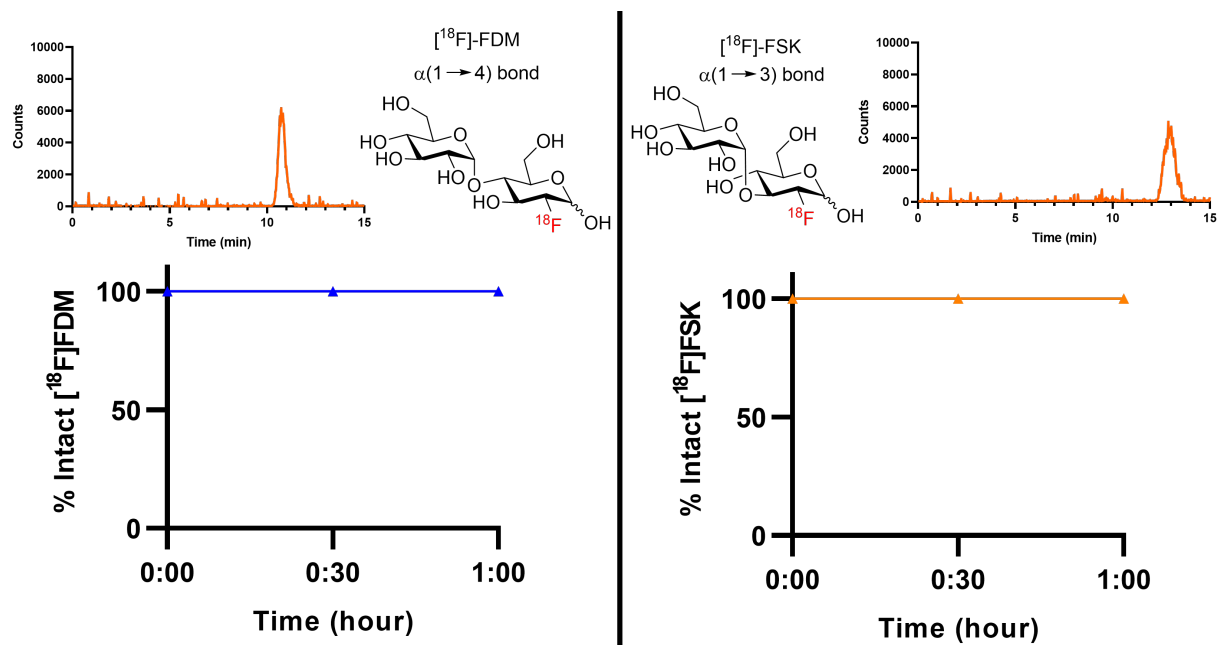 [¹⁸F]-FDM
α(1→4) bond
10000
8000
6000
4000
2000
0
Counts
0
5
10
15
Time (min)
HO
HO
HO
HO
O
OH
O
HO
O
¹⁸F
OH
100
50
0
% Intact [¹⁸F]FDM
0:00
0:30
1:00
Time (hour)
[¹⁸F]-FSK
α(1→3) bond
HO
HO
HO
O
HO
OH
HO
O
O
¹⁸F
OH
10000
8000
6000
4000
2000
0
Counts
0
5
10
15
Time (min)
100
50
0
% Intact [¹⁸F]FSK
0:00
0:30
1:00
Time (hour)